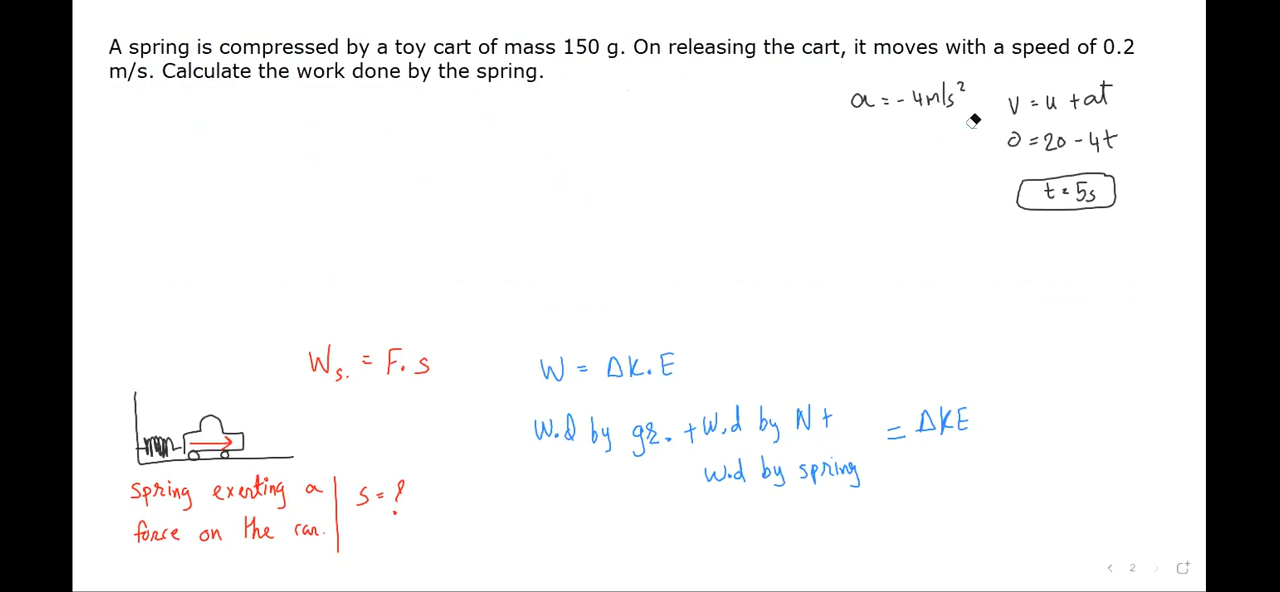 A spring is compressed by a toy cart of mass 150 g. On releasing the cart, it moves with a speed of 0.2
m/s. Calculate the work done by the spring.
a = - 4m/s²
v = u + at
0 = 20 - 4t
t = 5s
Ws. = F. s
W = ΔK.E
W.d by gr. + W.d by N +
w.d by spring
= ΔKE
Spring exerting a
force on the car.
s = ?
2